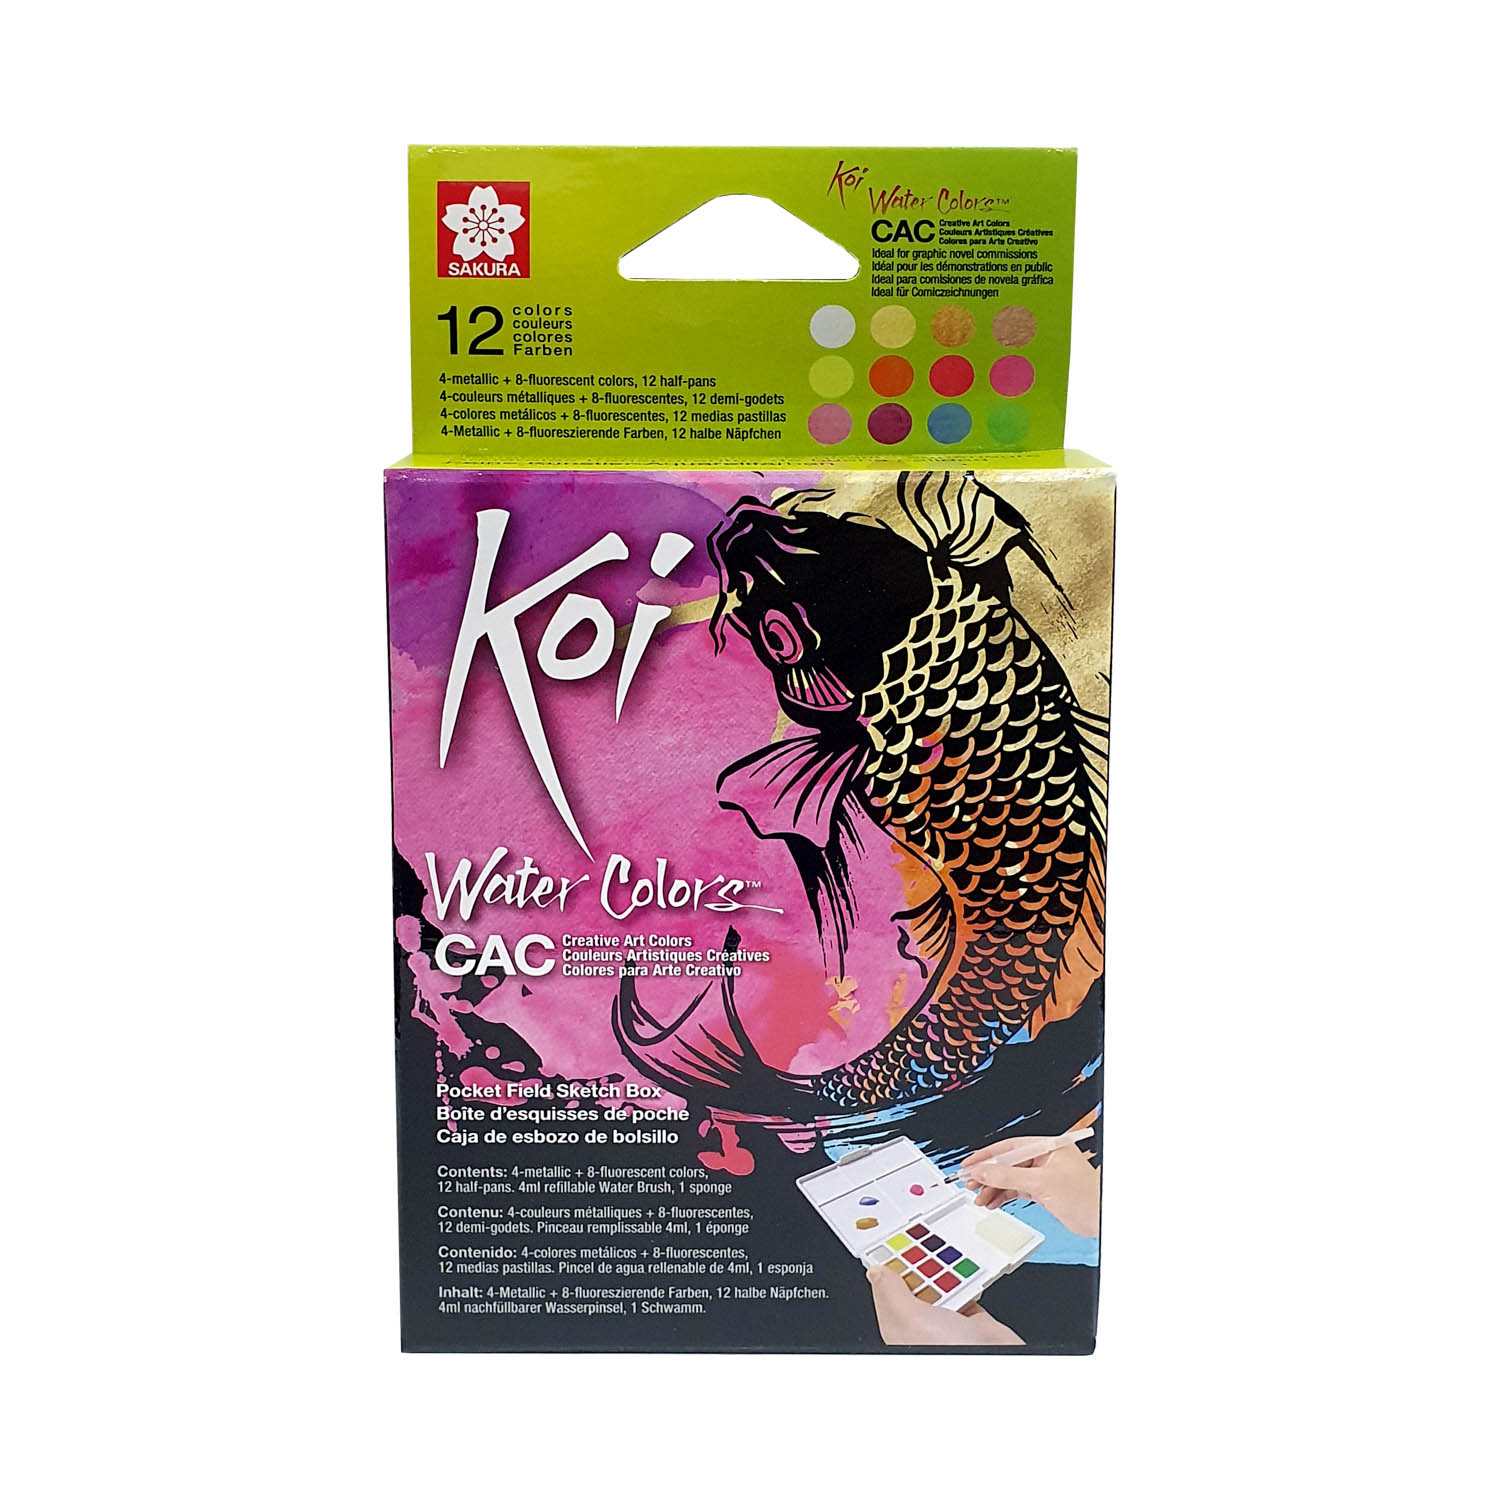 Koi
Water Colors™
CAC Creative Art Colors
Couleurs Artistiques Créatives
Colores para Arte Creativo
Ideal for graphic novel commissions
Idéal pour les démonstrations en public
Ideal para comisiones de novela gráfica
Ideal für Comiczeichnungen
SAKURA
12 colors
couleurs
colores
Farben
4-metallic + 8-fluorescent colors, 12 half-pans
4-couleurs métalliques + 8-fluorescentes, 12 demi-godets
4-colores metálicos + 8-fluorescentes, 12 medias pastillas
4-Metallic + 8-fluoreszierende Farben, 12 halbe Näpfchen
Koi
Water Colors™
CAC Creative Art Colors
Couleurs Artistiques Créatives
Colores para Arte Creativo
Pocket Field Sketch Box
Boîte d'esquisses de poche
Caja de esbozo de bolsillo
Contents: 4-metallic + 8-fluorescent colors,
12 half-pans. 4ml refillable Water Brush, 1 sponge
Contenu: 4-couleurs métalliques + 8-fluorescentes,
12 demi-godets. Pinceau remplissable 4ml, 1 éponge
Contenido: 4-colores metálicos + 8-fluorescentes,
12 medias pastillas. Pincel de agua rellenable de 4ml, 1 esponja
Inhalt: 4-Metallic + 8-fluoreszierende Farben, 12 halbe Näpfchen.
4ml nachfüllbarer Wasserpinsel, 1 Schwamm.